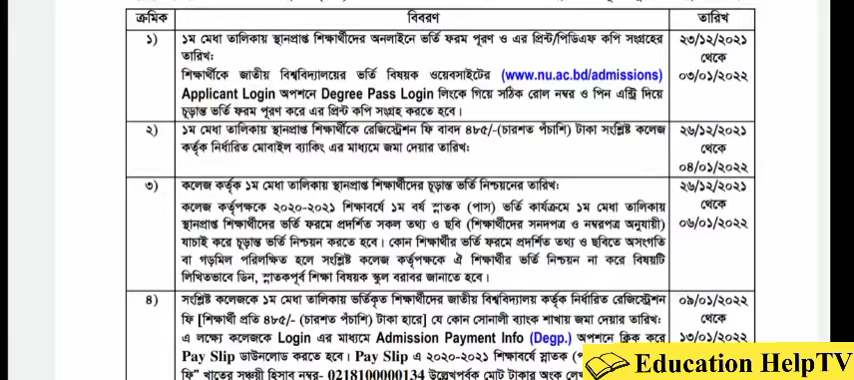 ক্রমিক বিবরণ তারিখ
১) ১ম মেধা তালিকায় স্থানপ্রাপ্ত শিক্ষার্থীদের অনলাইনে ভর্তি ফরম পূরণ ও এর প্রিন্ট/পিডিএফ কপি সংগ্রহের ২৩/১২/২০২১
তারিখ: থেকে
শিক্ষার্থীকে জাতীয় বিশ্ববিদ্যালয়ের ভর্তি বিষয়ক ওয়েবসাইটের (www.nu.ac.bd/admissions) ০৩/০১/২০২২
Applicant Login অপশনে Degree Pass Login লিংকে গিয়ে সঠিক রোল নম্বর ও পিন এন্ট্রি দিয়ে
চূড়ান্ত ভর্তি ফরম পূরণ করে এর প্রিন্ট কপি সংগ্রহ করতে হবে।
২) ১ম মেধা তালিকায় স্থানপ্রাপ্ত শিক্ষার্থীকে রেজিস্ট্রেশন ফি বাবদ ৪৮৫/-(চারশত পঁচাশি) টাকা সংশ্লিষ্ট কলেজ ২৬/১২/২০২১
কর্তৃক নির্ধারিত মোবাইল ব্যাংকিং এর মাধ্যমে জমা দেয়ার তারিখ: থেকে
০৪/০১/২০২২
৩) কলেজ কর্তৃক ১ম মেধা তালিকায় স্থানপ্রাপ্ত শিক্ষার্থীদের চূড়ান্ত ভর্তি নিশ্চয়নের তারিখ: ২৬/১২/২০২১
কলেজ কর্তৃপক্ষকে ২০২০-২০২১ শিক্ষাবর্ষে ১ম বর্ষ স্নাতক (পাস) ভর্তি কার্যক্রমে ১ম মেধা তালিকায় থেকে
স্থানপ্রাপ্ত শিক্ষার্থীদের ভর্তি ফরমে প্রদর্শিত সকল তথ্য ও ছবি (শিক্ষার্থীদের সনদপত্র ও নম্বরপত্র অনুযায়ী) ০৬/০১/২০২২
যাচাই করে চূড়ান্ত ভর্তি নিশ্চয়ন করতে হবে। কোন শিক্ষার্থীর ভর্তি ফরমে প্রদর্শিত তথ্য ও ছবিতে অসংগতি
বা গড়মিল পরিলক্ষিত হলে সংশ্লিষ্ট কলেজ কর্তৃপক্ষকে ঐ শিক্ষার্থীর ভর্তি নিশ্চয়ন না করে বিষয়টি
লিখিতভাবে ডিন, স্নাতকপূর্ব শিক্ষা বিষয়ক স্কুল বরাবর জানাতে হবে।
৪) সংশ্লিষ্ট কলেজকে ১ম মেধা তালিকায় ভর্তিকৃত শিক্ষার্থীদের জাতীয় বিশ্ববিদ্যালয় কর্তৃক নির্ধারিত রেজিস্ট্রেশন ০৯/০১/২০২২
ফি [শিক্ষার্থী প্রতি ৪৮৫/- (চারশত পঁচাশি) টাকা হারে] যে কোন সোনালী ব্যাংক শাখায় জমা দেয়ার তারিখ: থেকে
এ লক্ষ্যে কলেজকে Login এর মাধ্যমে Admission Payment Info (Degp.) অপশনে ক্লিক করে ১৩/০১/২০২২
Pay Slip ডাউনলোড করতে হবে। Pay Slip এ ২০২০-২০২১ শিক্ষাবর্ষে স্নাতক
ফি" খাতের সঞ্চয়ী হিসাব নম্বর- 0218100000134 উল্লেখপূর্বক মোট টাকার অংক
Education HelpTV